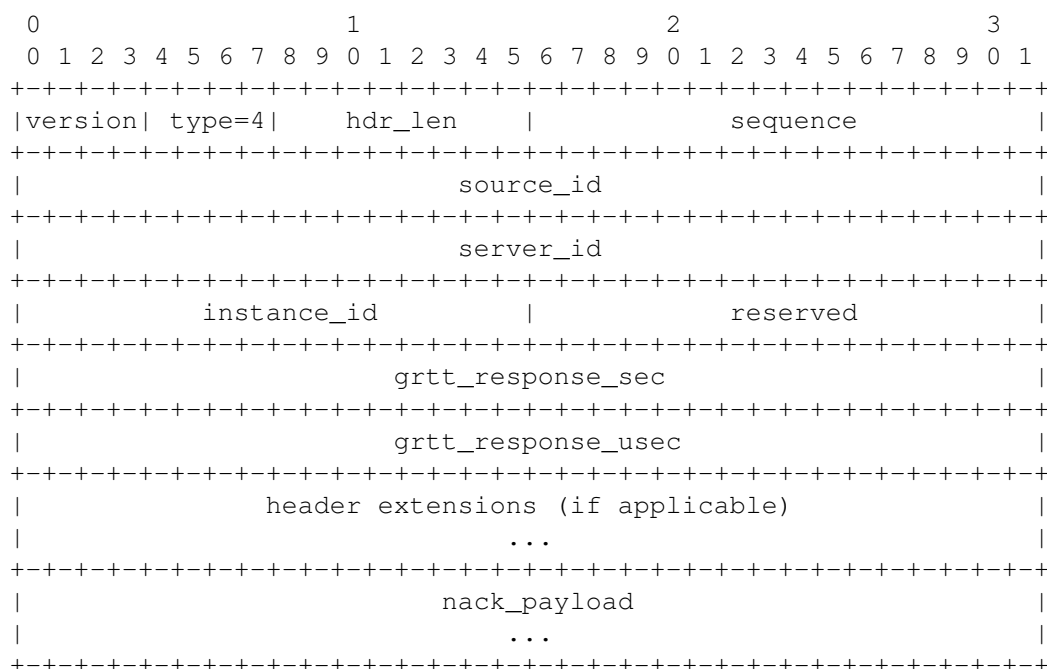 0                   1                   2                   3
 0 1 2 3 4 5 6 7 8 9 0 1 2 3 4 5 6 7 8 9 0 1 2 3 4 5 6 7 8 9 0 1
+-+-+-+-+-+-+-+-+-+-+-+-+-+-+-+-+-+-+-+-+-+-+-+-+-+-+-+-+-+-+-+-+
|version| type=4|    hdr_len    |            sequence           |
+-+-+-+-+-+-+-+-+-+-+-+-+-+-+-+-+-+-+-+-+-+-+-+-+-+-+-+-+-+-+-+-+
|                           source_id                           |
+-+-+-+-+-+-+-+-+-+-+-+-+-+-+-+-+-+-+-+-+-+-+-+-+-+-+-+-+-+-+-+-+
|                           server_id                           |
+-+-+-+-+-+-+-+-+-+-+-+-+-+-+-+-+-+-+-+-+-+-+-+-+-+-+-+-+-+-+-+-+
|           instance_id         |            reserved           |
+-+-+-+-+-+-+-+-+-+-+-+-+-+-+-+-+-+-+-+-+-+-+-+-+-+-+-+-+-+-+-+-+
|                       grtt_response_sec                       |
+-+-+-+-+-+-+-+-+-+-+-+-+-+-+-+-+-+-+-+-+-+-+-+-+-+-+-+-+-+-+-+-+
|                       grtt_response_usec                      |
+-+-+-+-+-+-+-+-+-+-+-+-+-+-+-+-+-+-+-+-+-+-+-+-+-+-+-+-+-+-+-+-+
|               header extensions (if applicable)               |
|                              ...                              |
+-+-+-+-+-+-+-+-+-+-+-+-+-+-+-+-+-+-+-+-+-+-+-+-+-+-+-+-+-+-+-+-+
|                          nack_payload                         |
|                              ...                              |
+-+-+-+-+-+-+-+-+-+-+-+-+-+-+-+-+-+-+-+-+-+-+-+-+-+-+-+-+-+-+-+-+